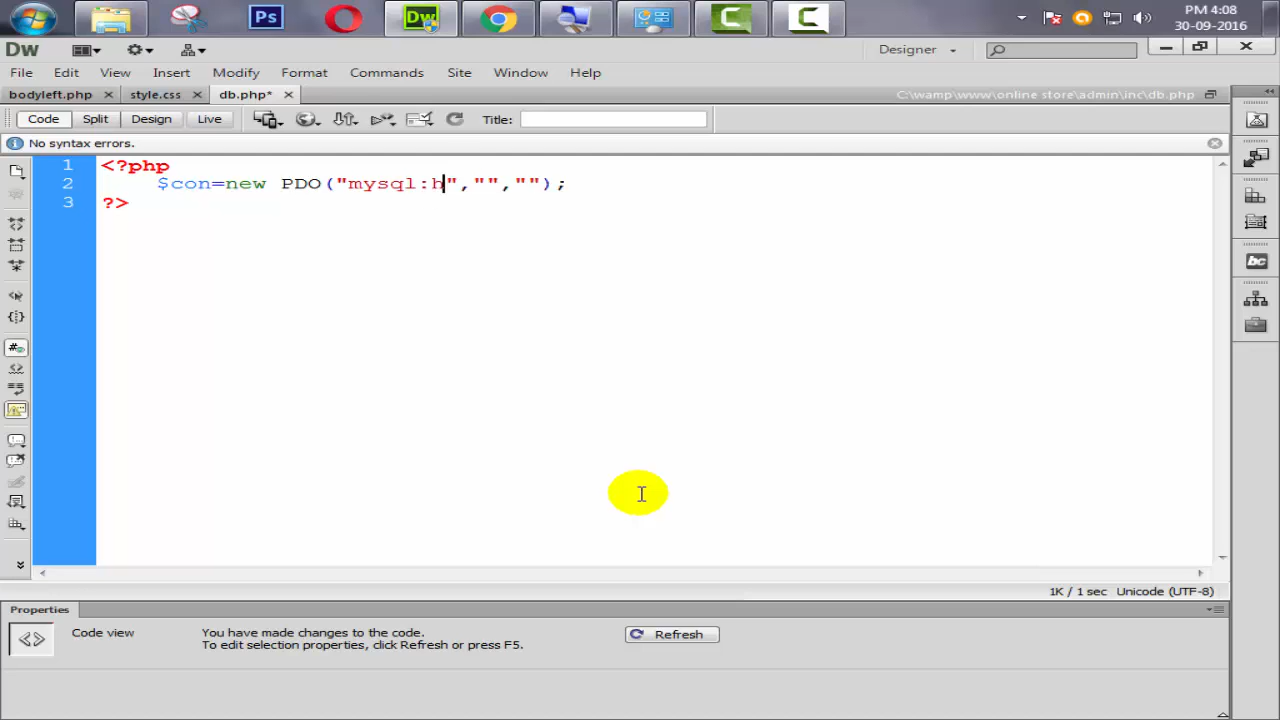 Ps
Dw
PM 4:08
30-09-2016
Dw
Designer
File Edit View Insert Modify Format Commands Site Window Help
bodyleft.php style.css db.php*
C:\wamp\www\online store\admin\inc\db.php
Code Split Design Live Title:
No syntax errors.
1 <?php
2 $con=new PDO("mysql:h","","");
3 ?>
bc
1K / 1 sec Unicode (UTF-8)
Properties
Code view You have made changes to the code. Refresh
To edit selection properties, click Refresh or press F5.